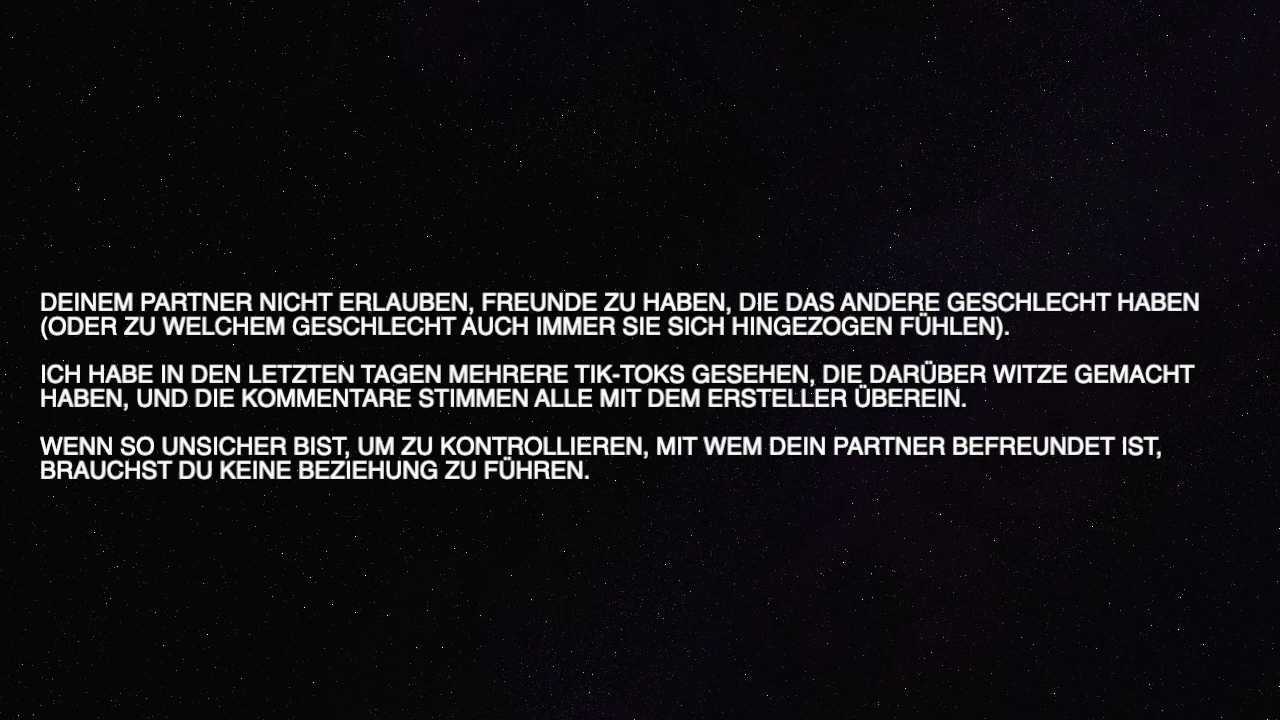 DEINEM PARTNER NICHT ERLAUBEN, FREUNDE ZU HABEN, DIE DAS ANDERE GESCHLECHT HABEN
(ODER ZU WELCHEM GESCHLECHT AUCH IMMER SIE SICH HINGEZOGEN FÜHLEN).
ICH HABE IN DEN LETZTEN TAGEN MEHRERE TIK-TOKS GESEHEN, DIE DARÜBER WITZE GEMACHT
HABEN, UND DIE KOMMENTARE STIMMEN ALLE MIT DEM ERSTELLER ÜBEREIN.
WENN SO UNSICHER BIST, UM ZU KONTROLLIEREN, MIT WEM DEIN PARTNER BEFREUNDET IST,
BRAUCHST DU KEINE BEZIEHUNG ZU FÜHREN.